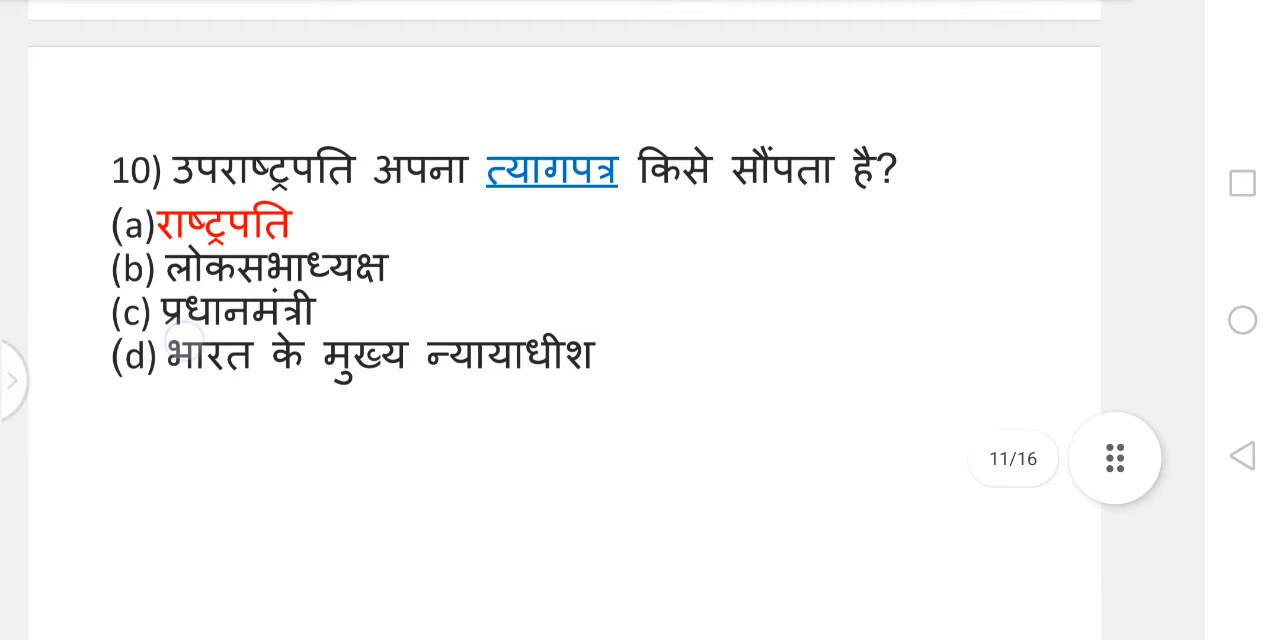 10) उपराष्ट्रपति अपना त्यागपत्र किसे सौंपता है?
(a)राष्ट्रपति
(b) लोकसभाध्यक्ष
(c) प्रधानमंत्री
(d) भारत के मुख्य न्यायाधीश
11/16